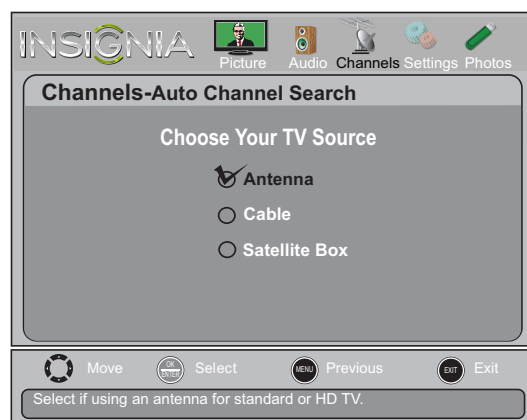 INSIGNIA
Picture Audio Channels Settings Photos
Channels-Auto Channel Search
Choose Your TV Source
Antenna
Cable
Satellite Box
Move OK ENTER Select MENU Previous EXIT Exit
Select if using an antenna for standard or HD TV.